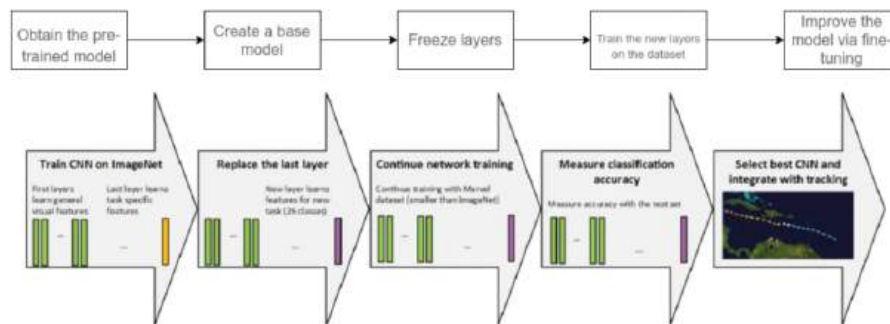 Obtain the pre-
trained model
Create a base
model
Freeze layers
Train the new layers
on the dataset
Improve the
model via fine-
tuning
Train CNN on ImageNet
First layers
learn general
visual features
Last layer learns
task specific
features
...
...
Replace the last layer
New layer learns
features for new
task (26 classes)
...
...
Continue network training
Continue training with Marvel
dataset (smaller than ImageNet)
...
...
Measure classification
accuracy
Measure accuracy with the test set
...
...
Select best CNN and
integrate with tracking